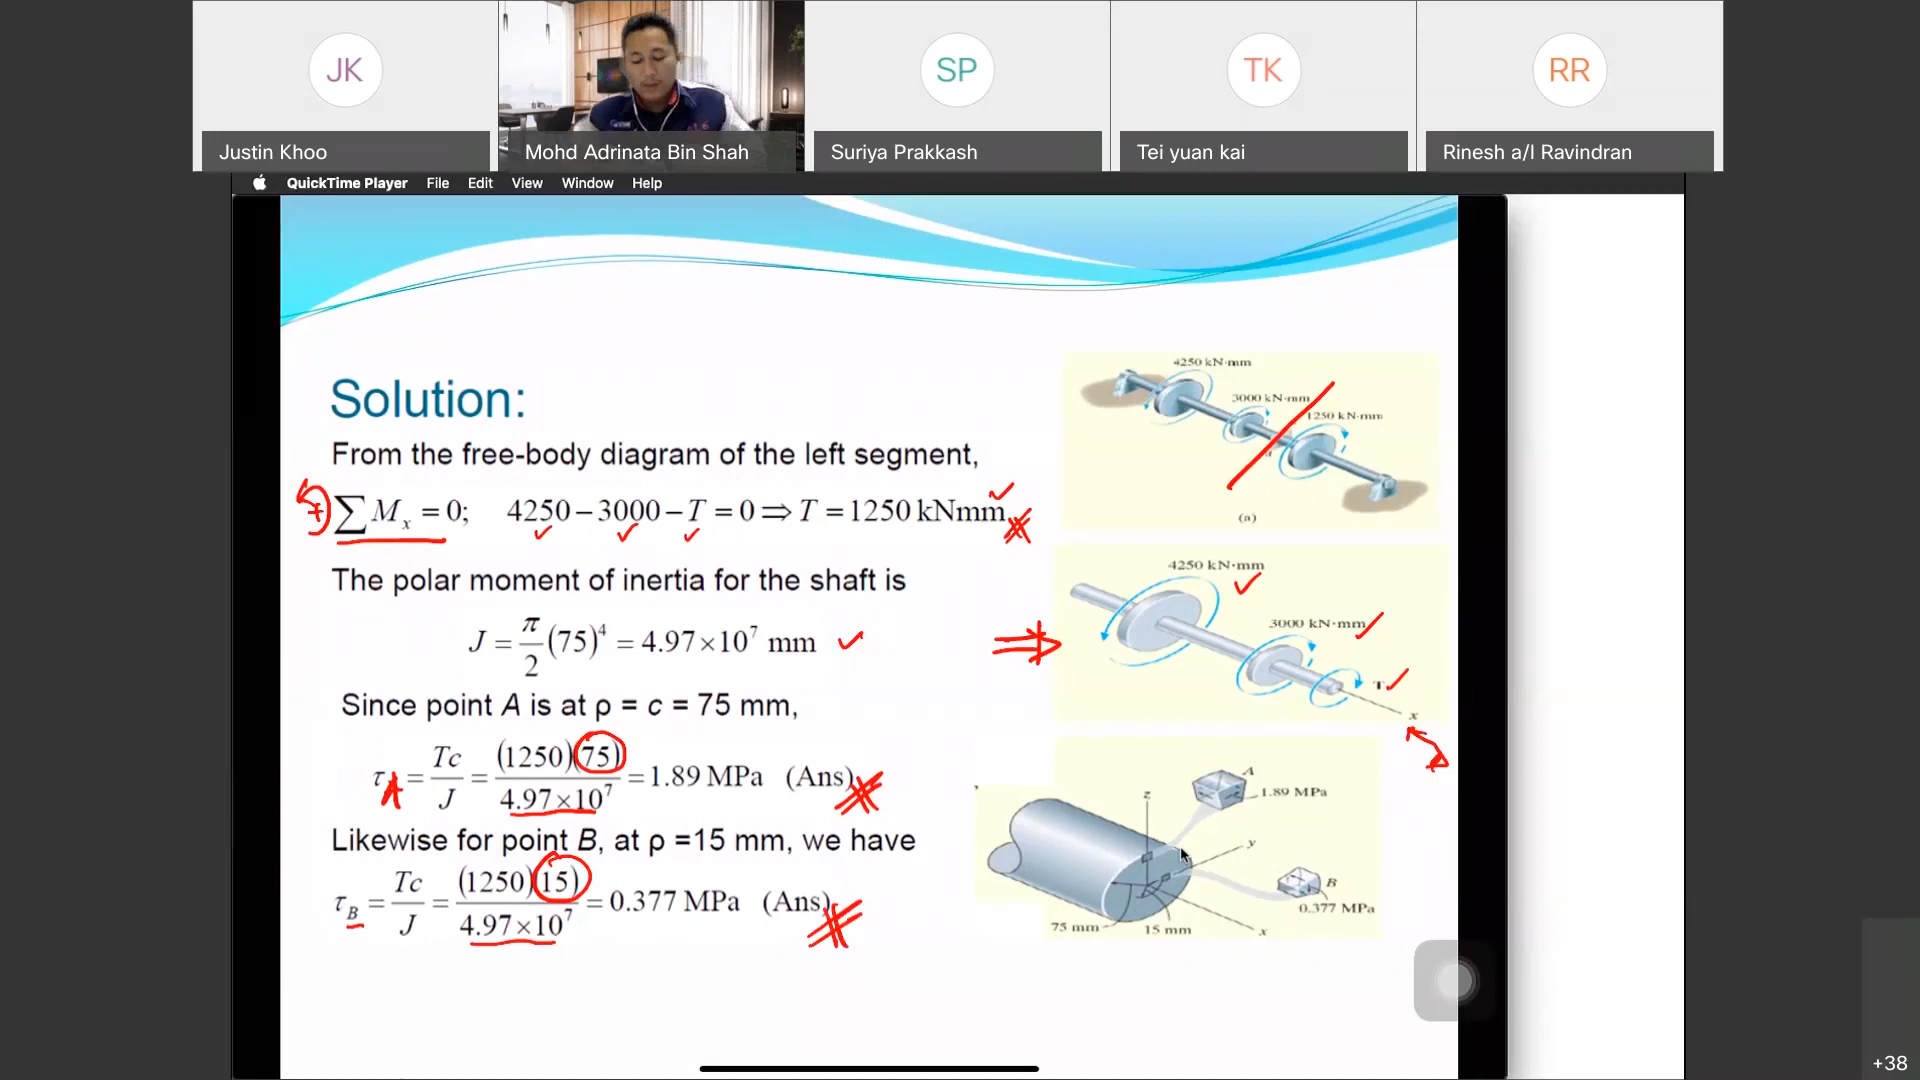 JK
SP
TK
RR
Justin Khoo
Mohd Adrinata Bin Shah
Suriya Prakkash
Tei yuan kai
Rinesh a/l Ravindran
QuickTime Player File Edit View Window Help
Solution:
From the free-body diagram of the left segment,
+ ∑ Mₓ = 0; 4250 − 3000 − T = 0 ⇒ T = 1250 kNmm
The polar moment of inertia for the shaft is
J = π/2 (75)⁴ = 4.97×10⁷ mm
Since point A is at ρ = c = 75 mm,
τ A = Tc/J = (1250)(75)/4.97×10⁷ = 1.89 MPa (Ans)
Likewise for point B, at ρ =15 mm, we have
τ_B = Tc/J = (1250)(15)/4.97×10⁷ = 0.377 MPa (Ans)
4250 kN·mm
3000 kN·mm
1250 kN·mm
a
(a)
4250 kN·mm
3000 kN·mm
T
x
A
z
1.89 MPa
y
B
0.377 MPa
75 mm
15 mm
x
+38